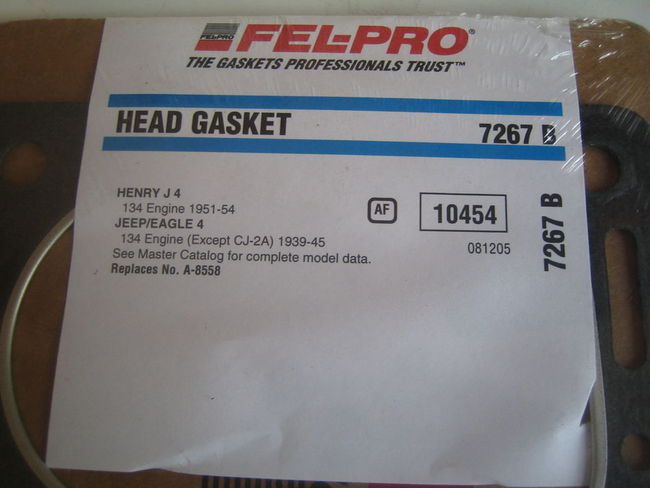 FEL-PRO
FEL-PRO®
THE GASKETS PROFESSIONALS TRUST™
HEAD GASKET
7267 B
HENRY J 4
134 Engine 1951-54
JEEP/EAGLE 4
134 Engine (Except CJ-2A) 1939-45
See Master Catalog for complete model data.
Replaces No. A-8558
AF
10454
081205
7267 B